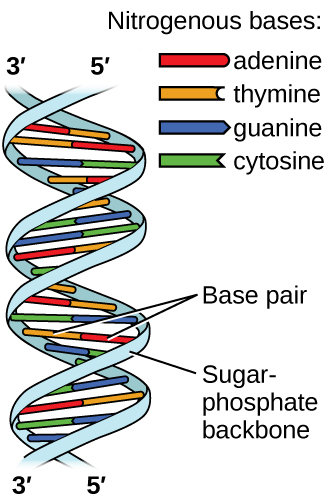 Nitrogenous bases:
3′ 5′
adenine
thymine
guanine
cytosine
Base pair
Sugar-
phosphate
backbone
3′ 5′